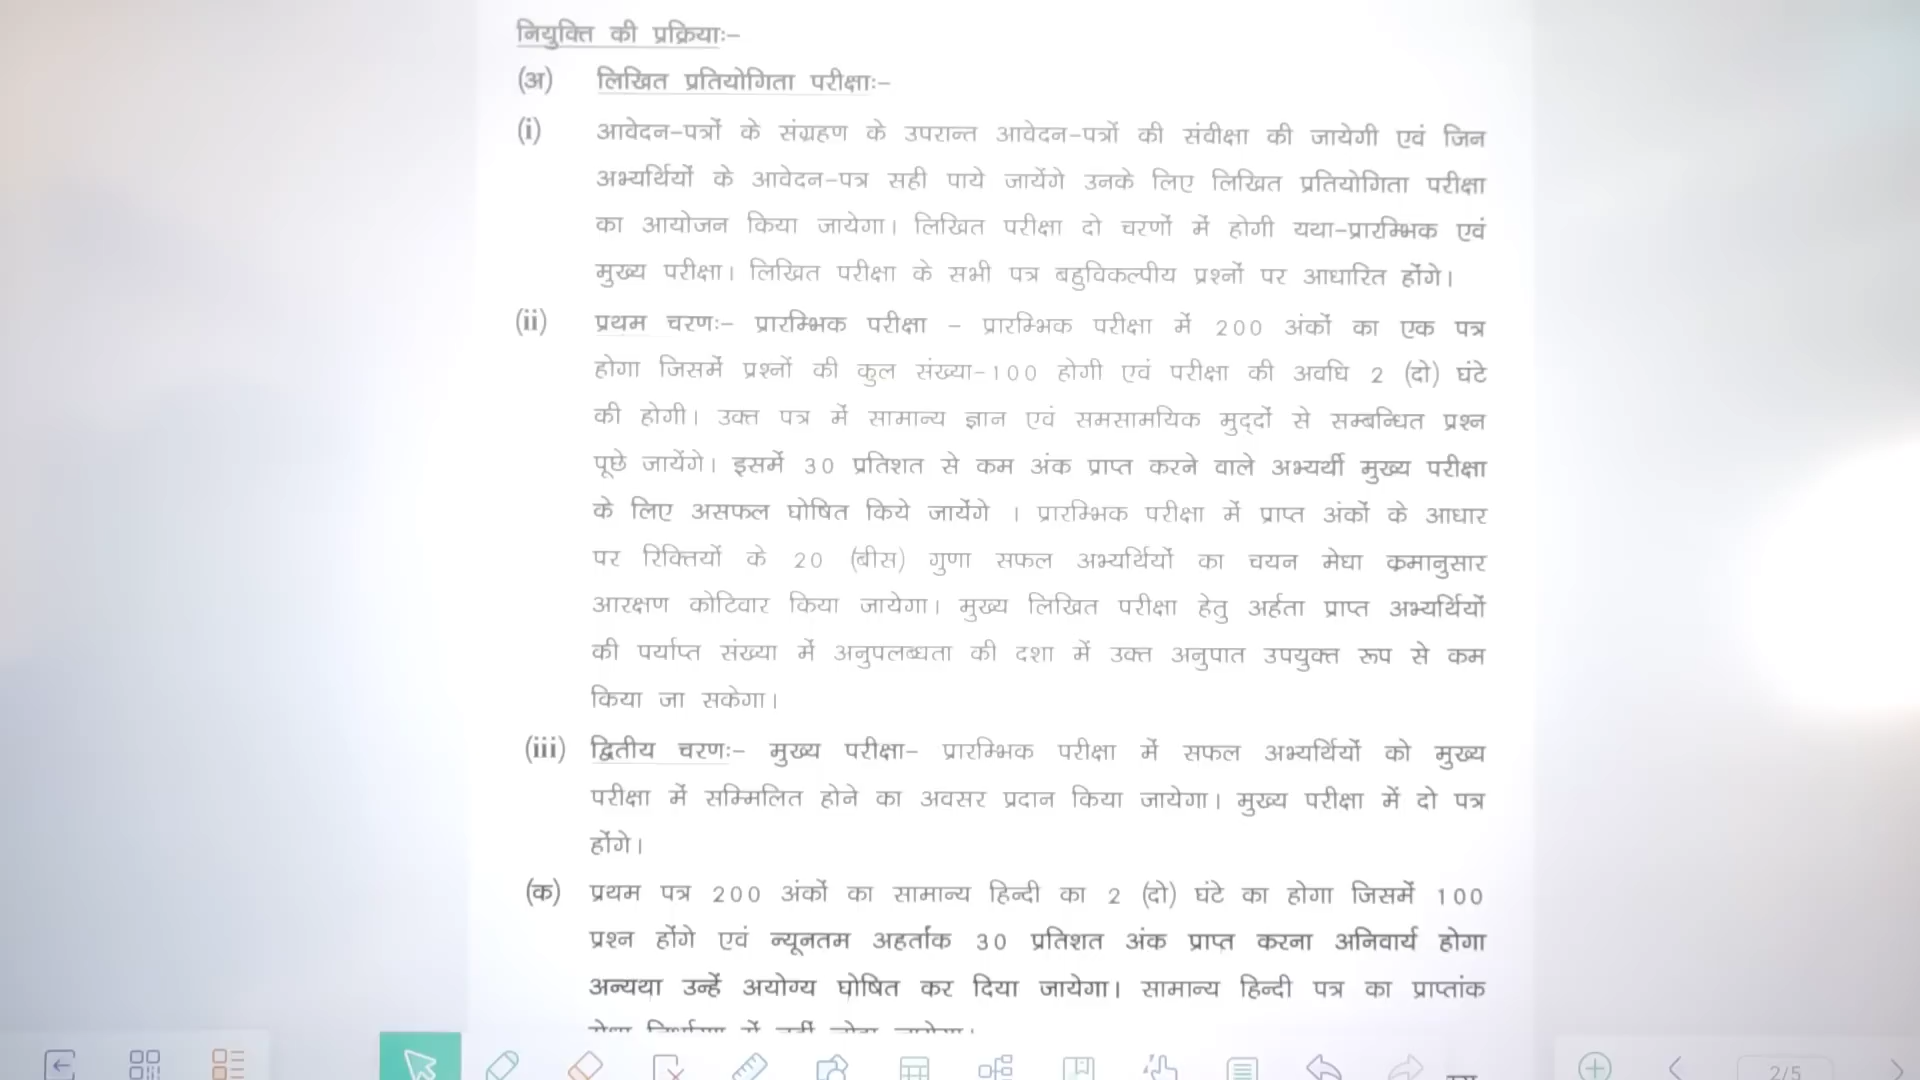 नियुक्ति की प्रक्रियाः–
(अ) लिखित प्रतियोगिता परीक्षाः–
(i) आवेदन–पत्रों के संग्रहण के उपरान्त आवेदन–पत्रों की संवीक्षा की जायेगी एवं जिन
अभ्यर्थियों के आवेदन–पत्र सही पाये जायेंगे उनके लिए लिखित प्रतियोगिता परीक्षा
का आयोजन किया जायेगा। लिखित परीक्षा दो चरणों में होगी यथा–प्रारम्भिक एवं
मुख्य परीक्षा। लिखित परीक्षा के सभी पत्र बहुविकल्पीय प्रश्नों पर आधारित होंगे।
(ii) प्रथम चरणः– प्रारम्भिक परीक्षा – प्रारम्भिक परीक्षा में 200 अंकों का एक पत्र
होगा जिसमें प्रश्नों की कुल संख्या–100 होगी एवं परीक्षा की अवधि 2 (दो) घंटे
की होगी। उक्त पत्र में सामान्य ज्ञान एवं समसामयिक मुद्दों से सम्बन्धित प्रश्न
पूछे जायेंगे। इसमें 30 प्रतिशत से कम अंक प्राप्त करने वाले अभ्यर्थी मुख्य परीक्षा
के लिए असफल घोषित किये जायेंगे । प्रारम्भिक परीक्षा में प्राप्त अंकों के आधार
पर रिक्तियों के 20 (बीस) गुणा सफल अभ्यर्थियों का चयन मेधा क्रमानुसार
आरक्षण कोटिवार किया जायेगा। मुख्य लिखित परीक्षा हेतु अर्हता प्राप्त अभ्यर्थियों
की पर्याप्त संख्या में अनुपलब्धता की दशा में उक्त अनुपात उपयुक्त रूप से कम
किया जा सकेगा।
(iii) द्वितीय चरणः– मुख्य परीक्षा– प्रारम्भिक परीक्षा में सफल अभ्यर्थियों को मुख्य
परीक्षा में सम्मिलित होने का अवसर प्रदान किया जायेगा। मुख्य परीक्षा में दो पत्र
होंगे।
(क) प्रथम पत्र 200 अंकों का सामान्य हिन्दी का 2 (दो) घंटे का होगा जिसमें 100
प्रश्न होंगे एवं न्यूनतम अहर्तांक 30 प्रतिशत अंक प्राप्त करना अनिवार्य होगा
अन्यथा उन्हें अयोग्य घोषित कर दिया जायेगा। सामान्य हिन्दी पत्र का प्राप्तांक
2/5